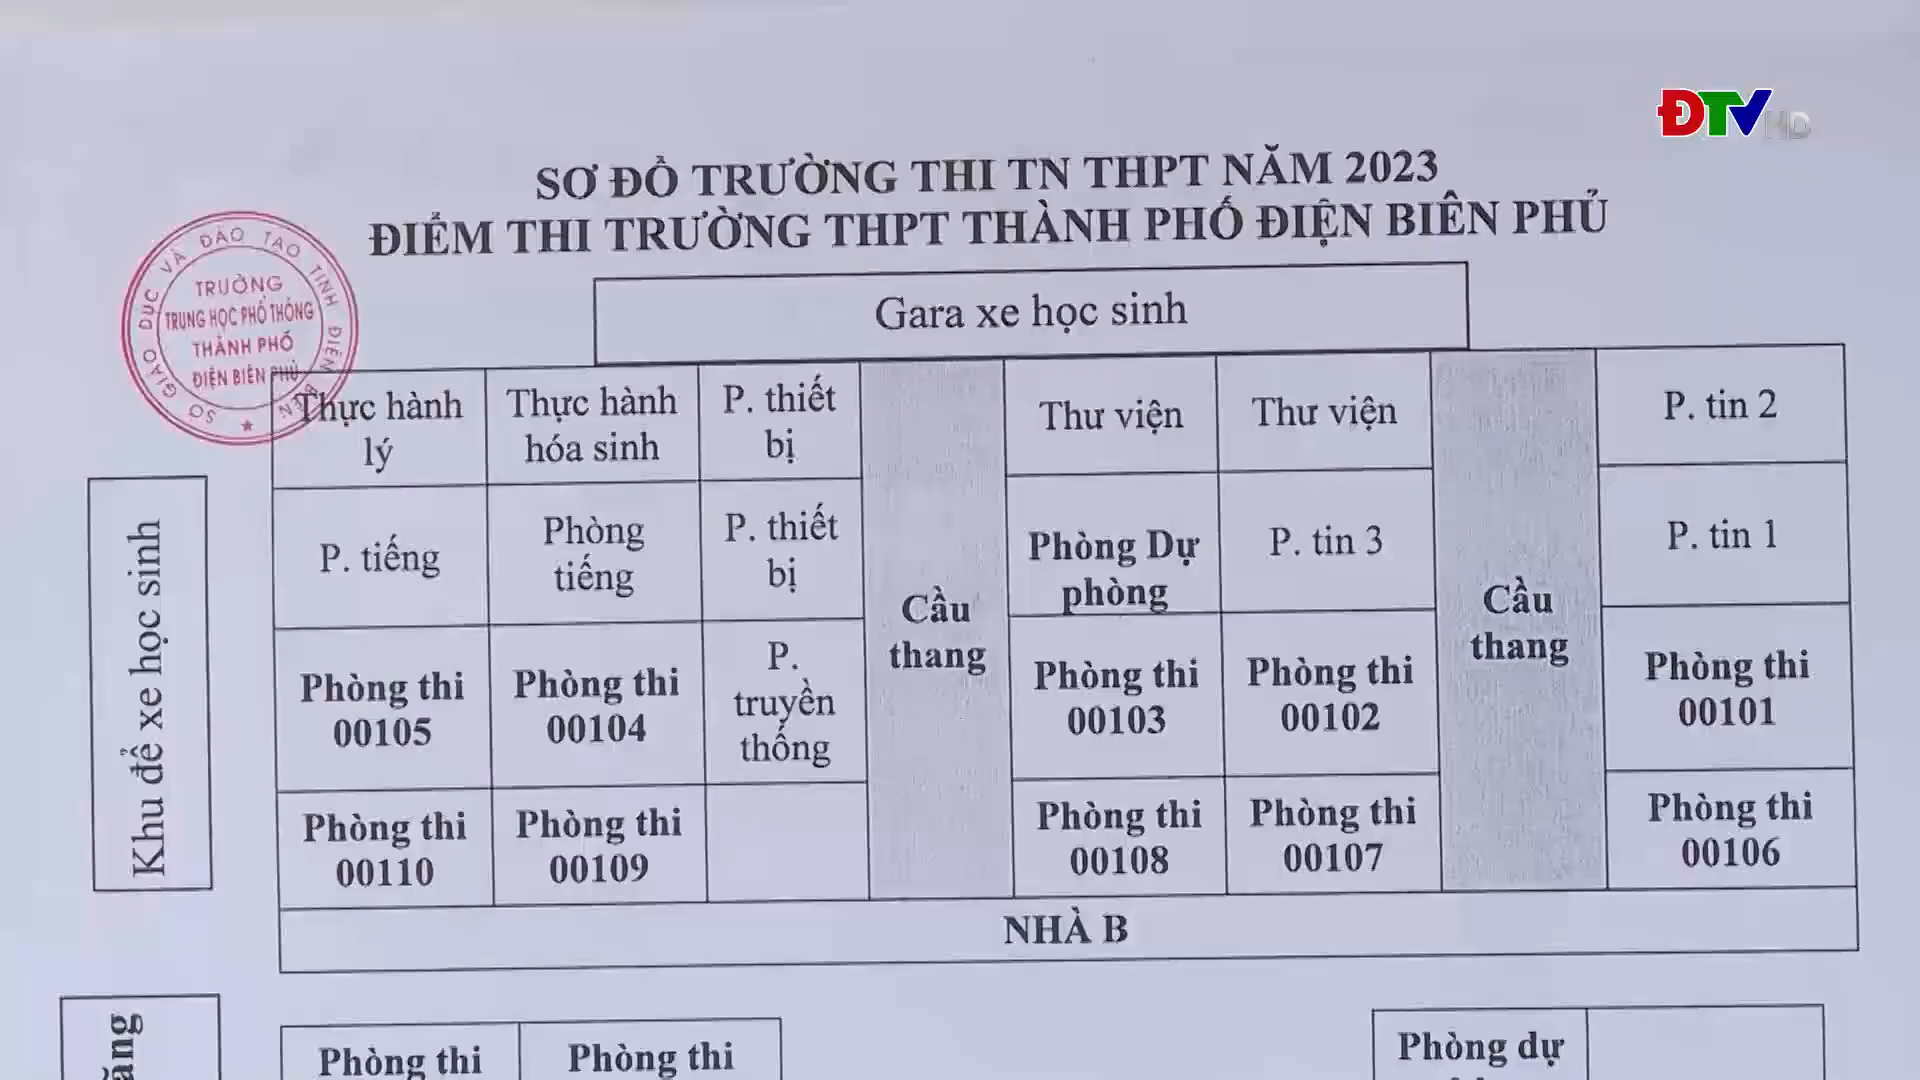 ĐTV HD
SƠ ĐỒ TRƯỜNG THI TN THPT NĂM 2023
ĐIỂM THI TRƯỜNG THPT THÀNH PHỐ ĐIỆN BIÊN PHỦ
SỞ GIÁO DỤC VÀ ĐÀO TẠO TỈNH ĐIỆN BIÊN
TRƯỜNG
TRUNG HỌC PHỔ THÔNG
THÀNH PHỐ
ĐIỆN BIÊN PHỦ
Gara xe học sinh
Khu để xe học sinh
Thực hành
lý
Thực hành
hóa sinh
P. thiết
bị
Thư viện
Thư viện
P. tin 2
P. tiếng
Phòng
tiếng
P. thiết
bị
Cầu
thang
Phòng Dự
phòng
P. tin 3
Cầu
thang
P. tin 1
Phòng thi
00105
Phòng thi
00104
P.
truyền
thống
Phòng thi
00103
Phòng thi
00102
Phòng thi
00101
Phòng thi
00110
Phòng thi
00109
Phòng thi
00108
Phòng thi
00107
Phòng thi
00106
NHÀ B
Phòng thi
Phòng thi
Phòng dự